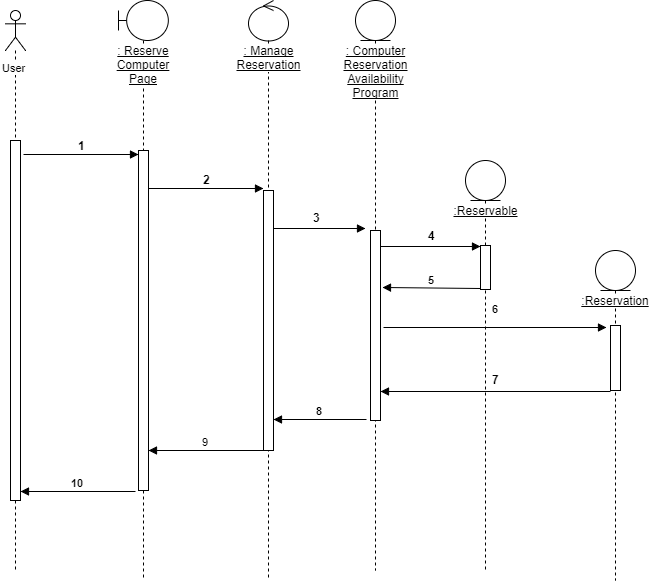 User
: Reserve
Computer
Page
: Manage
Reservation
: Computer
Reservation
Availability
Program
1
2
3
:Reservable
4
5
:Reservation
6
7
8
9
10